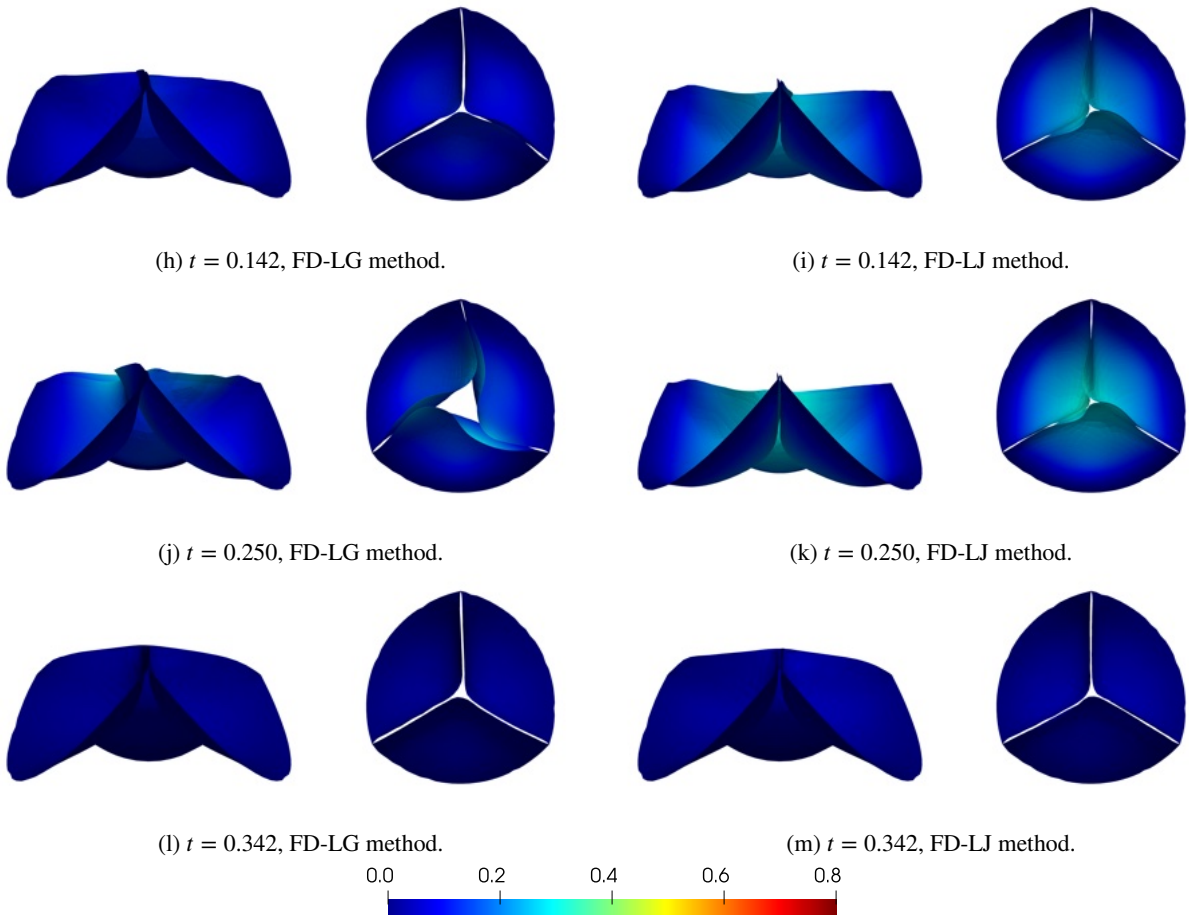 (h) t = 0.142, FD-LG method.
(i) t = 0.142, FD-LJ method.
(j) t = 0.250, FD-LG method.
(k) t = 0.250, FD-LJ method.
(l) t = 0.342, FD-LG method.
(m) t = 0.342, FD-LJ method.
0.0 0.2 0.4 0.6 0.8